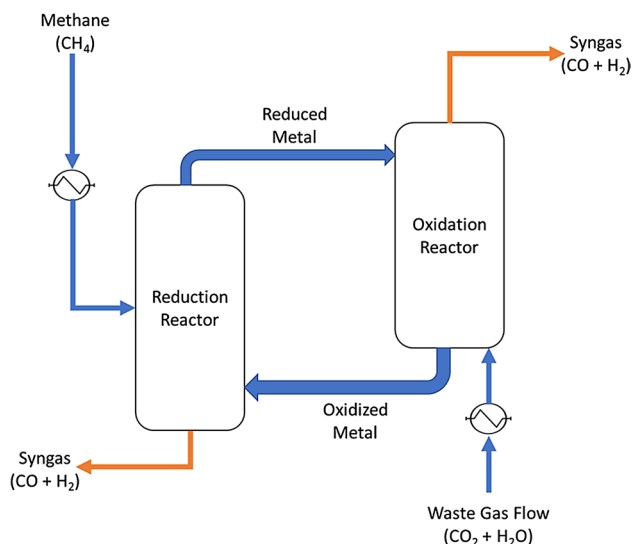 Methane
(CH₄)
Syngas
(CO + H₂)
Reduced
Metal
Oxidation
Reactor
Reduction
Reactor
Oxidized
Metal
Syngas
(CO + H₂)
Waste Gas Flow
(CO₂ + H₂O)